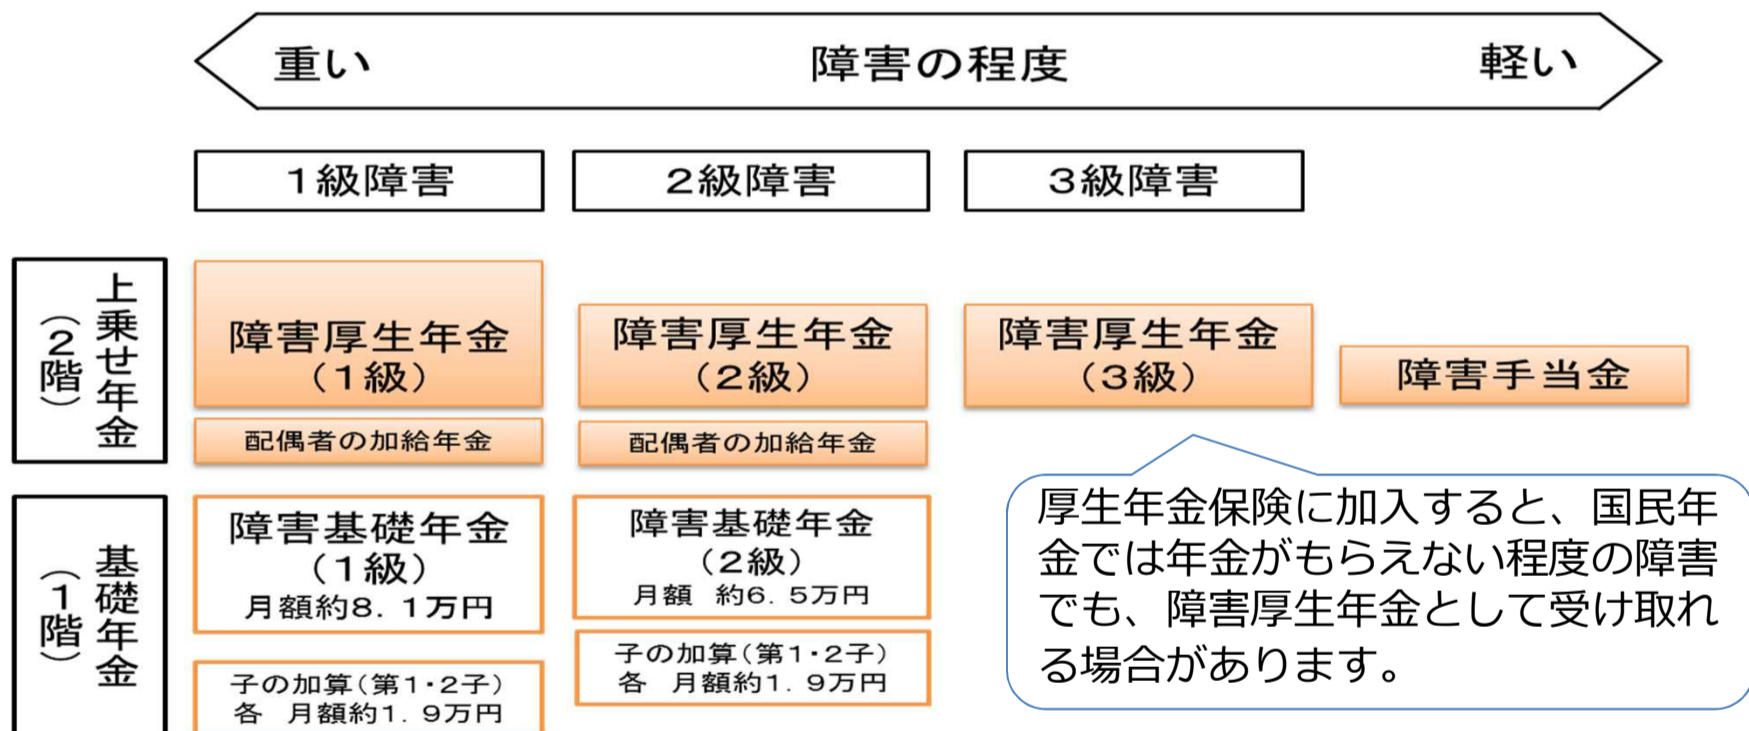 重い 障害の程度 軽い
1級障害
2級障害
3級障害
上乗せ年金
（2階）
障害厚生年金
（1級）
障害厚生年金
（2級）
障害厚生年金
（3級）
障害手当金
配偶者の加給年金
配偶者の加給年金
基礎年金
（1階）
障害基礎年金
（1級）
月額約8．1万円
障害基礎年金
（2級）
月額 約6．5万円
子の加算（第1・2子）
各 月額約1．9万円
子の加算（第1・2子）
各 月額約1．9万円
厚生年金保険に加入すると、国民年
金では年金がもらえない程度の障害
でも、障害厚生年金として受け取れ
る場合があります。